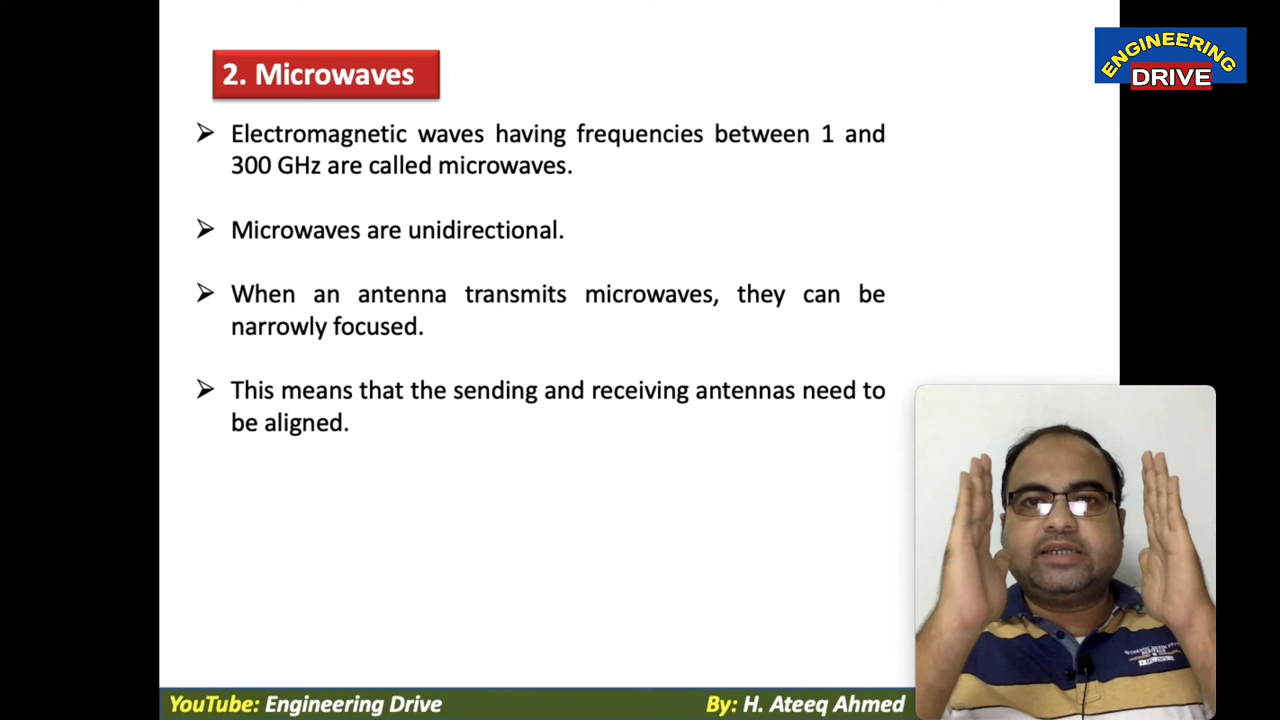 2. Microwaves
ENGINEERING
DRIVE
➢ Electromagnetic waves having frequencies between 1 and
300 GHz are called microwaves.
➢ Microwaves are unidirectional.
➢ When an antenna transmits microwaves, they can be
narrowly focused.
➢ This means that the sending and receiving antennas need to
be aligned.
YouTube: Engineering Drive
By: H. Ateeq Ahmed